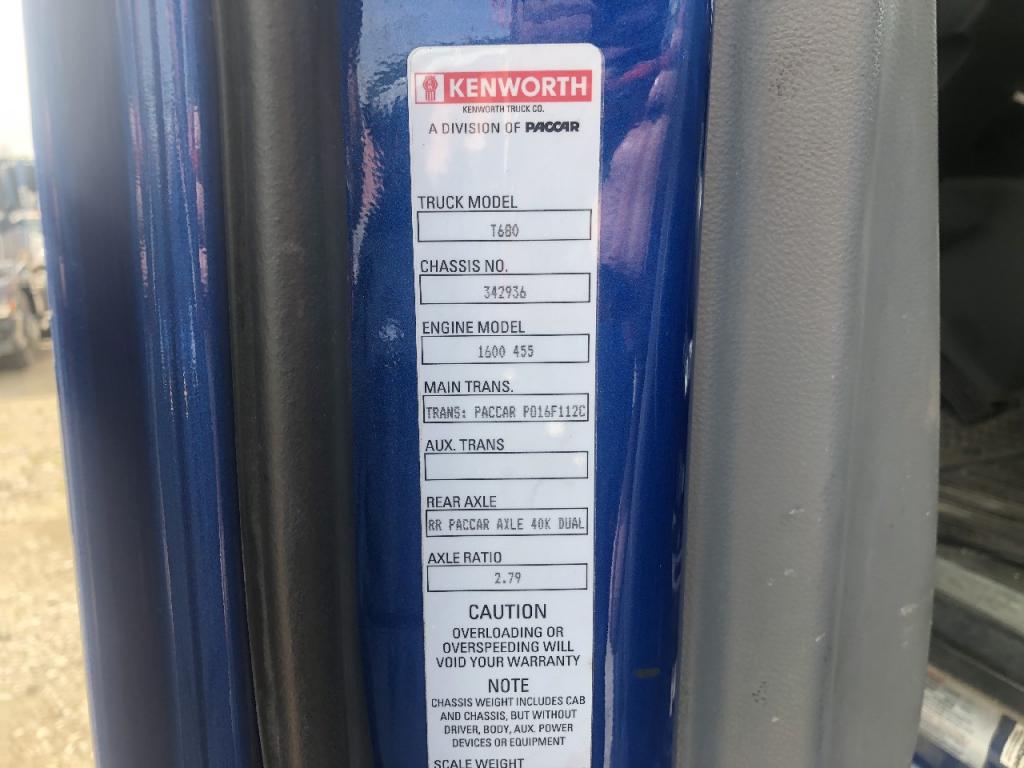 KENWORTH
KENWORTH TRUCK CO.
A DIVISION OF PACCAR
TRUCK MODEL
T680
CHASSIS NO.
342936
ENGINE MODEL
1600 455
MAIN TRANS.
TRANS: PACCAR PO16F112C
AUX. TRANS
REAR AXLE
RR PACCAR AXLE 40K DUAL
AXLE RATIO
2.79
CAUTION
OVERLOADING OR
OVERSPEEDING WILL
VOID YOUR WARRANTY
NOTE
CHASSIS WEIGHT INCLUDES CAB
AND CHASSIS, BUT WITHOUT
DRIVER, BODY, AUX. POWER
DEVICES OR EQUIPMENT
SCALE WEIGHT